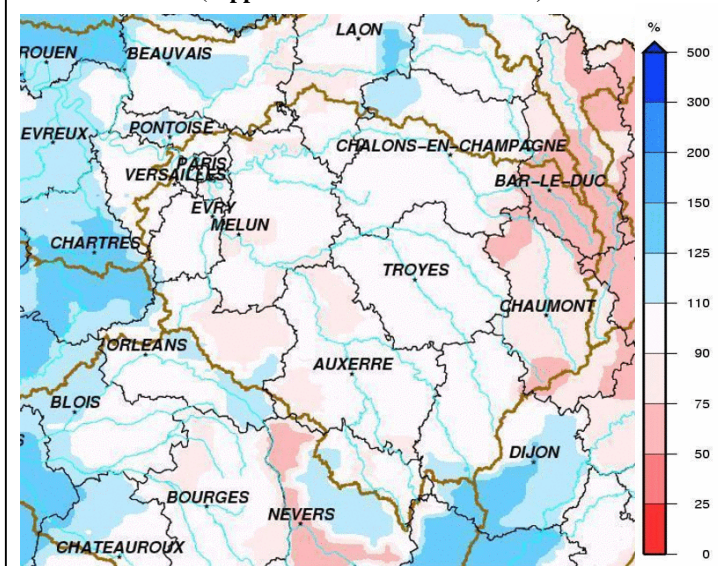 %
LAON
ROUEN
BEAUVAIS
500
300
EVREUX
PONTOISE
CHALONS-EN-CHAMPAGNE
200
PARIS
VERSAILLES
BAR-LE-DUC
150
EVRY
MELUN
CHARTRES
125
TROYES
110
CHAUMONT
ORLEANS
90
AUXERRE
75
BLOIS
50
DIJON
BOURGES
25
NEVERS
CHATEAUROUX
0